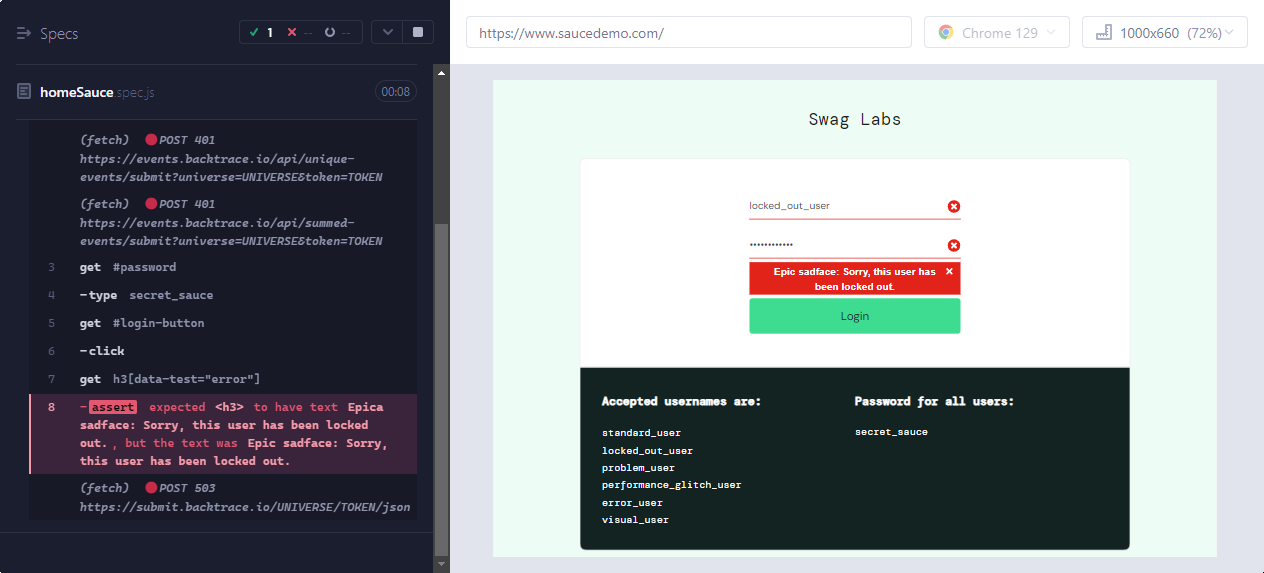 Specs
1
--
--
homeSauce.spec.js
00:08
(fetch) POST 401
https://events.backtrace.io/api/unique-
events/submit?universe=UNIVERSE&token=TOKEN
(fetch) POST 401
https://events.backtrace.io/api/summed-
events/submit?universe=UNIVERSE&token=TOKEN
3 get #password
4 -type secret_sauce
5 get #login-button
6 -click
7 get h3[data-test="error"]
8 -assert expected <h3> to have text Epica
sadface: Sorry, this user has been locked
out. , but the text was Epic sadface: Sorry,
this user has been locked out.
(fetch) POST 503
https://submit.backtrace.io/UNIVERSE/TOKEN/json
https://www.saucedemo.com/
Chrome 129
1000x660 (72%)
Swag Labs
locked_out_user
••••••••••••
Epic sadface: Sorry, this user has
been locked out.
Login
Accepted usernames are:
standard_user
locked_out_user
problem_user
performance_glitch_user
error_user
visual_user
Password for all users:
secret_sauce